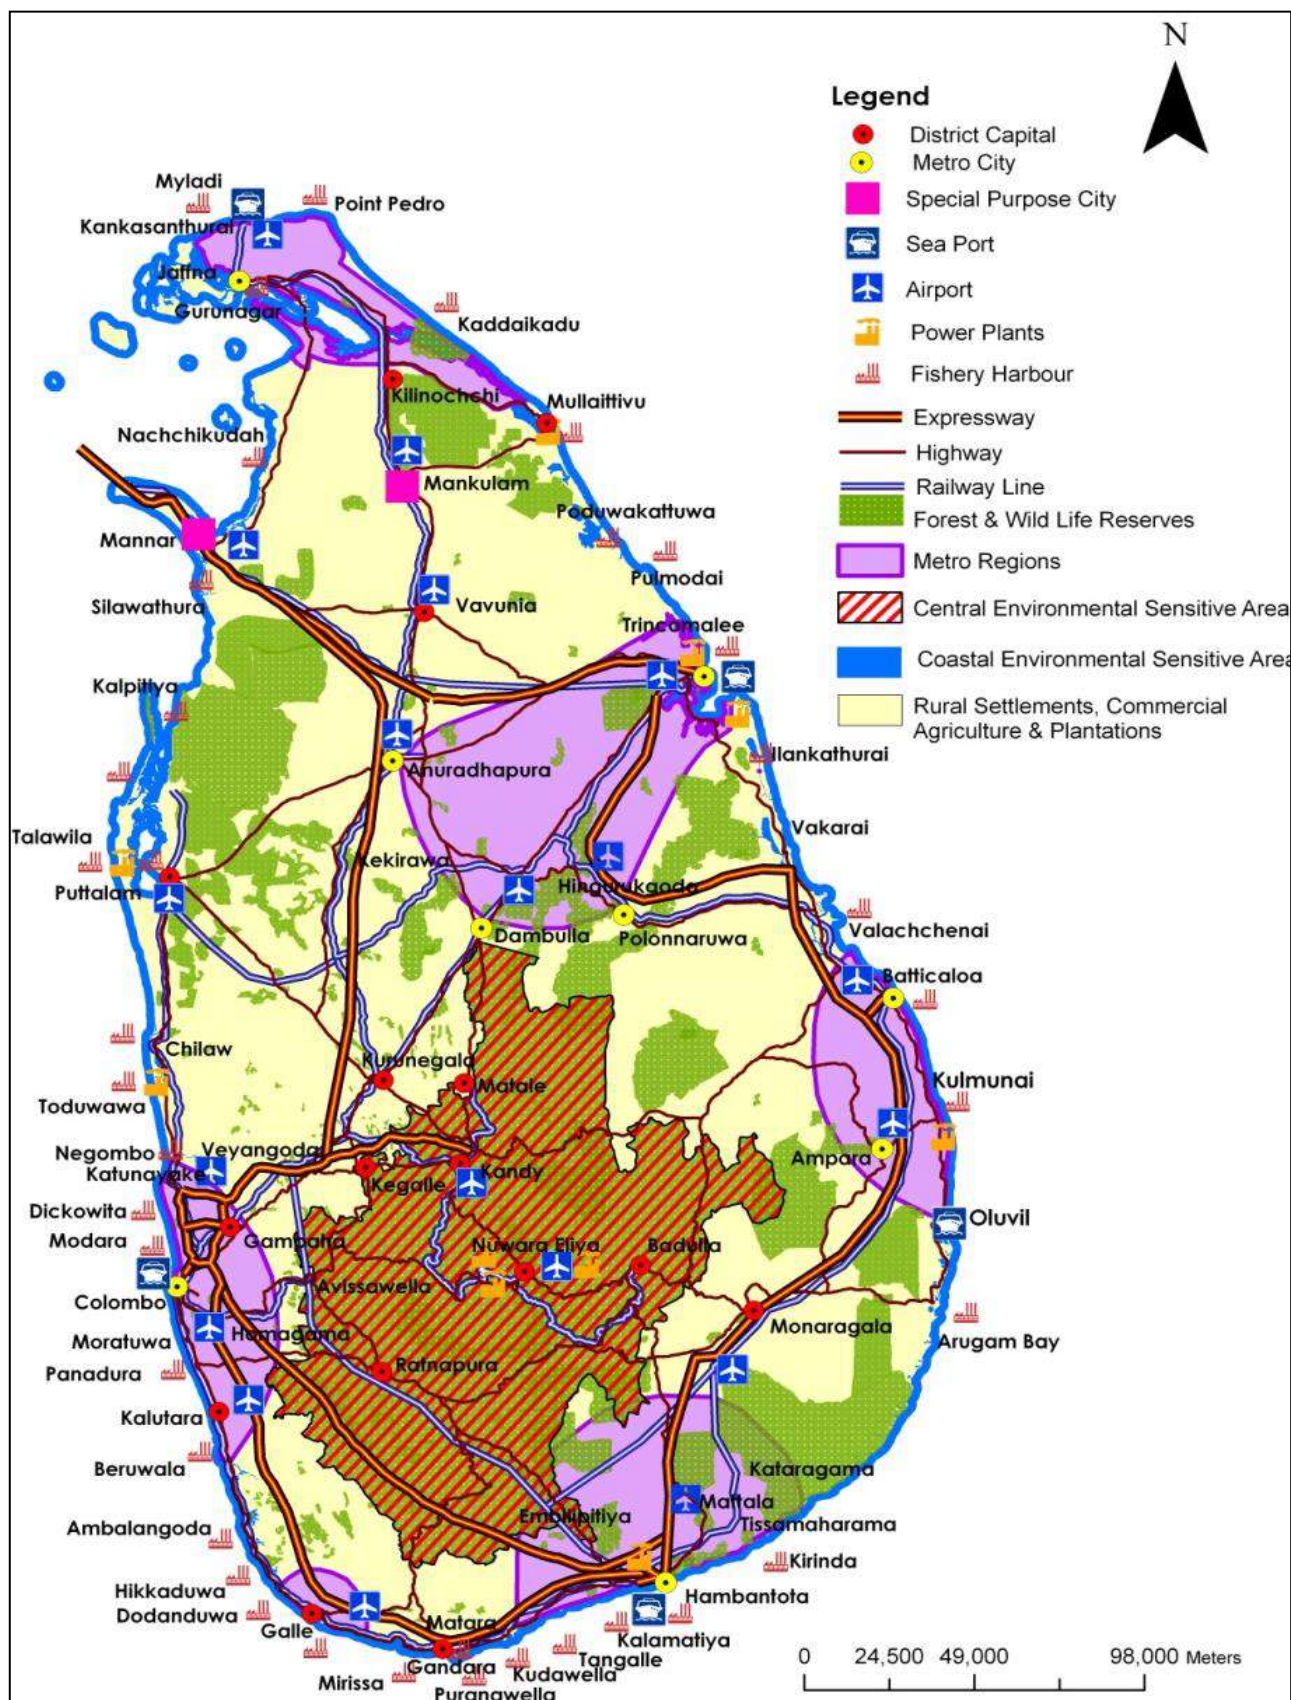 N
Legend
District Capital
Metro City
Special Purpose City
Sea Port
Airport
Power Plants
Fishery Harbour
Expressway
Highway
Railway Line
Forest & Wild Life Reserves
Metro Regions
Central Environmental Sensitive Area
Coastal Environmental Sensitive Area
Rural Settlements, Commercial
Agriculture & Plantations
Myladi
Point Pedro
Kankasanthurai
Jaffna
Gurunagar
Kaddaikadu
Kilinochchi
Mullaittivu
Nachchikudah
Mankulam
Poduwakattuwa
Mannar
Pulmodai
Silawathura
Vavunia
Trincomalee
Kalpitiya
Ilankathurai
Anuradhapura
Vakarai
Talawila
Kekirawa
Hingurukgoda
Puttalam
Dambulla
Polonnaruwa
Valachchenai
Batticaloa
Chilaw
Kurunegala
Matale
Kulmunai
Toduwawa
Negombo
Veyangoda
Katunayake
Kegalle
Kandy
Ampara
Dickowita
Modara
Gampaha
Nuwara Eliya
Badulla
Oluvil
Avissawella
Colombo
Monaragala
Moratuwa
Homagama
Arugam Bay
Panadura
Ratnapura
Kalutara
Beruwala
Kataragama
Mattala
Embilipitiya
Tissamaharama
Ambalangoda
Kirinda
Hikkaduwa
Hambantota
Dodanduwa
Galle
Matara
Kalamatiya
Tangalle
Gandara
Kudawella
Mirissa
Puranawella
0 24,500 49,000 98,000 Meters